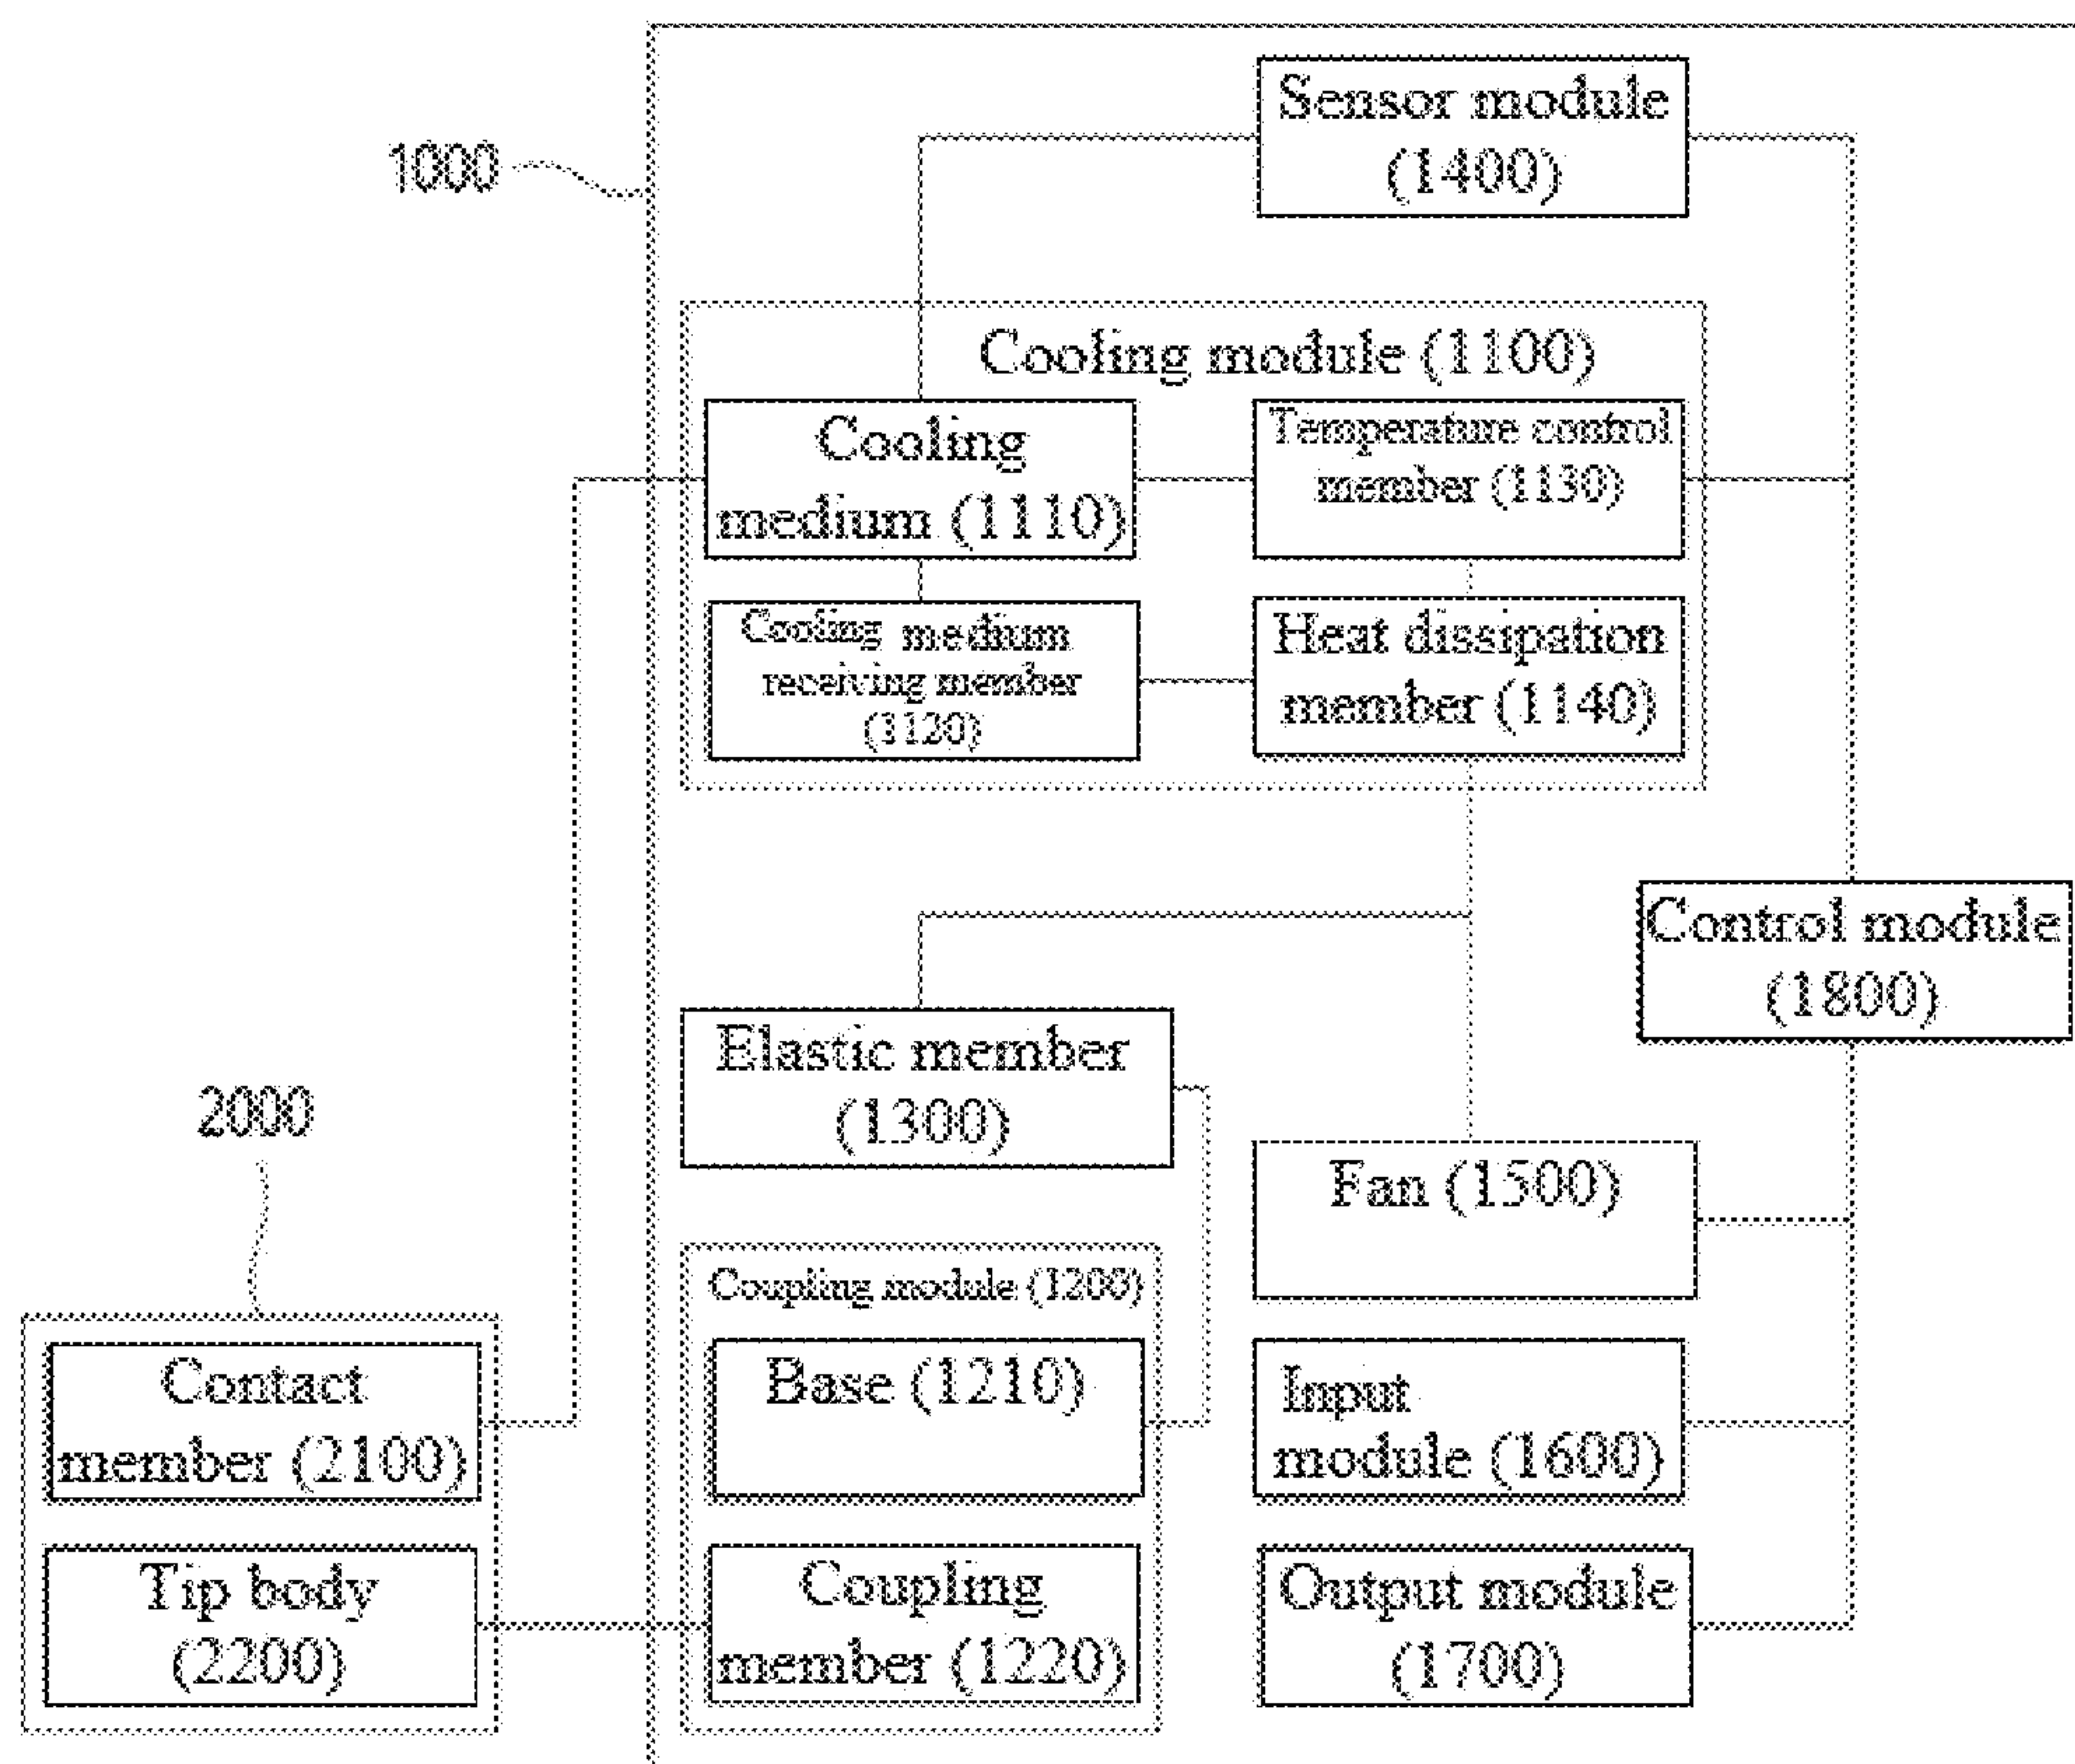 Sensor module
(1400)
1000
Cooling module (1100)
Cooling
medium (1110)
Temperature control
member (1130)
Cooling medium
receiving member
(1120)
Heat dissipation
member (1140)
Control module
(1800)
Elastic member
(1300)
2000
Fan (1500)
Coupling module (1200)
Contact
member (2100)
Base (1210)
Input
module (1600)
Tip body
(2200)
Coupling
member (1220)
Output module
(1700)